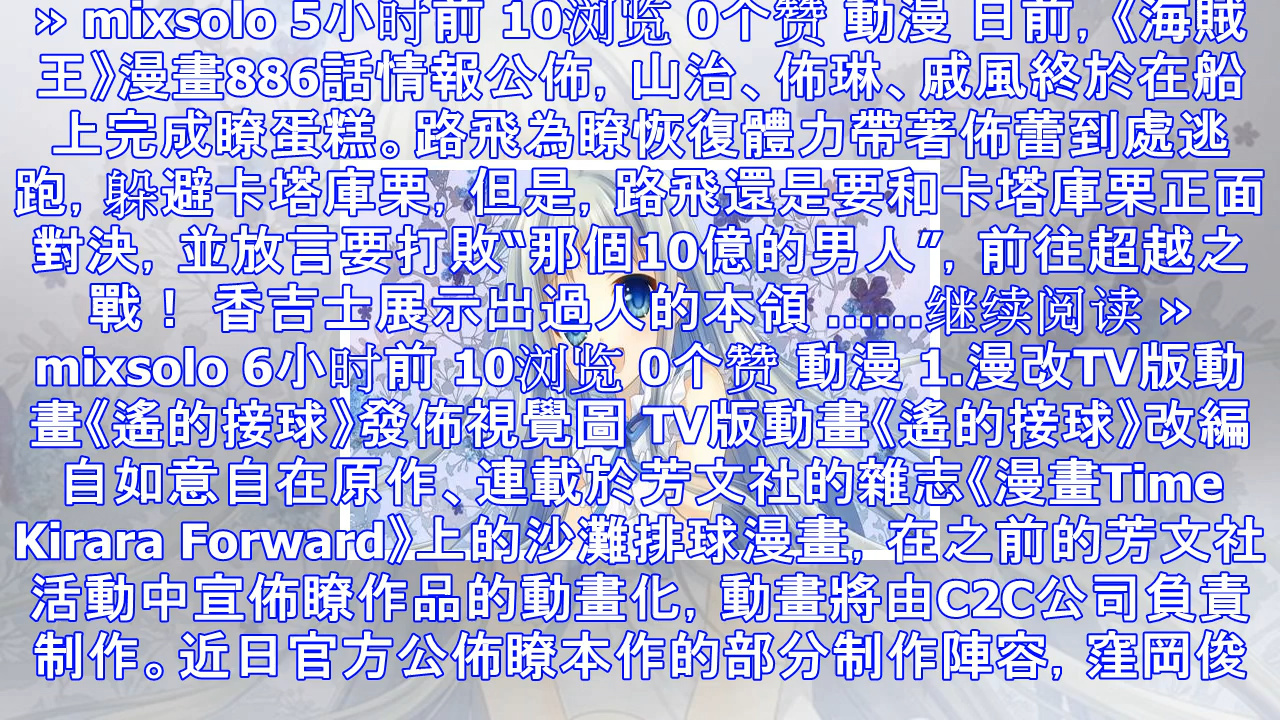 » mixsolo 5小时前 10浏览 0个赞 動漫 日前,《海賊
王》漫畫886話情報公佈, 山治、佈琳、戚風終於在船
上完成瞭蛋糕。路飛為瞭恢復體力帶著佈蕾到處逃
跑, 躲避卡塔庫栗, 但是, 路飛還是要和卡塔庫栗正面
對決, 並放言要打敗“那個10億的男人”, 前往超越之
戰！ 香吉士展示出過人的本領 ......继续阅读 »
mixsolo 6小时前 10浏览 0个赞 動漫 1.漫改TV版動
畫《遙的接球》發佈視覺圖 TV版動畫《遙的接球》改編
自如意自在原作、連載於芳文社的雜志《漫畫Time
Kirara Forward》上的沙灘排球漫畫, 在之前的芳文社
活動中宣佈瞭作品的動畫化, 動畫將由C2C公司負責
制作。近日官方公佈瞭本作的部分制作陣容, 窪岡俊